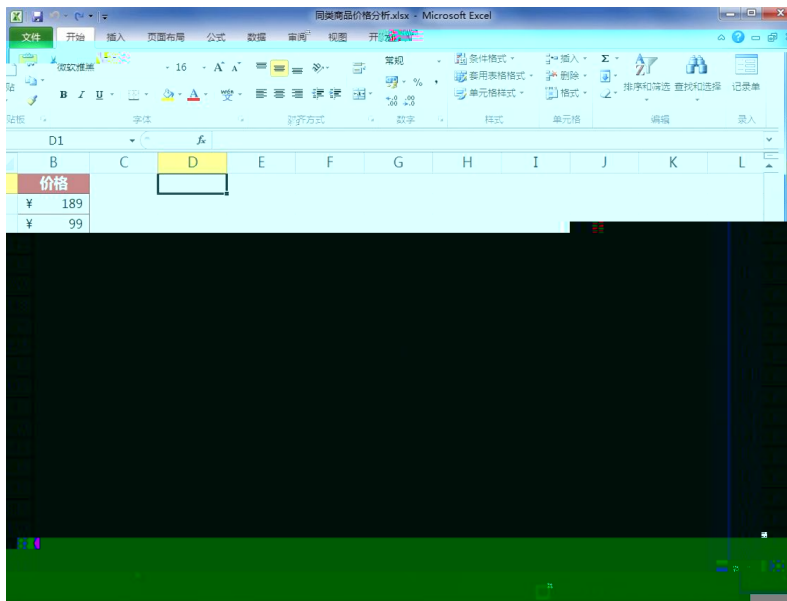 同类商品价格分析.xlsx - Microsoft Excel
文件 开始 插入 页面布局 公式 数据 审阅 视图
微软雅黑 16 A A 常规 条件格式 插入 Σ
B I U A 套用表格格式 删除 排序和筛选 查找和选择 记录单
% , 单元格样式 格式
字体 对齐方式 数字 样式 单元格 编辑 录入
D1 fx
B C D E F G H I J K L
价格
¥ 189
¥ 99